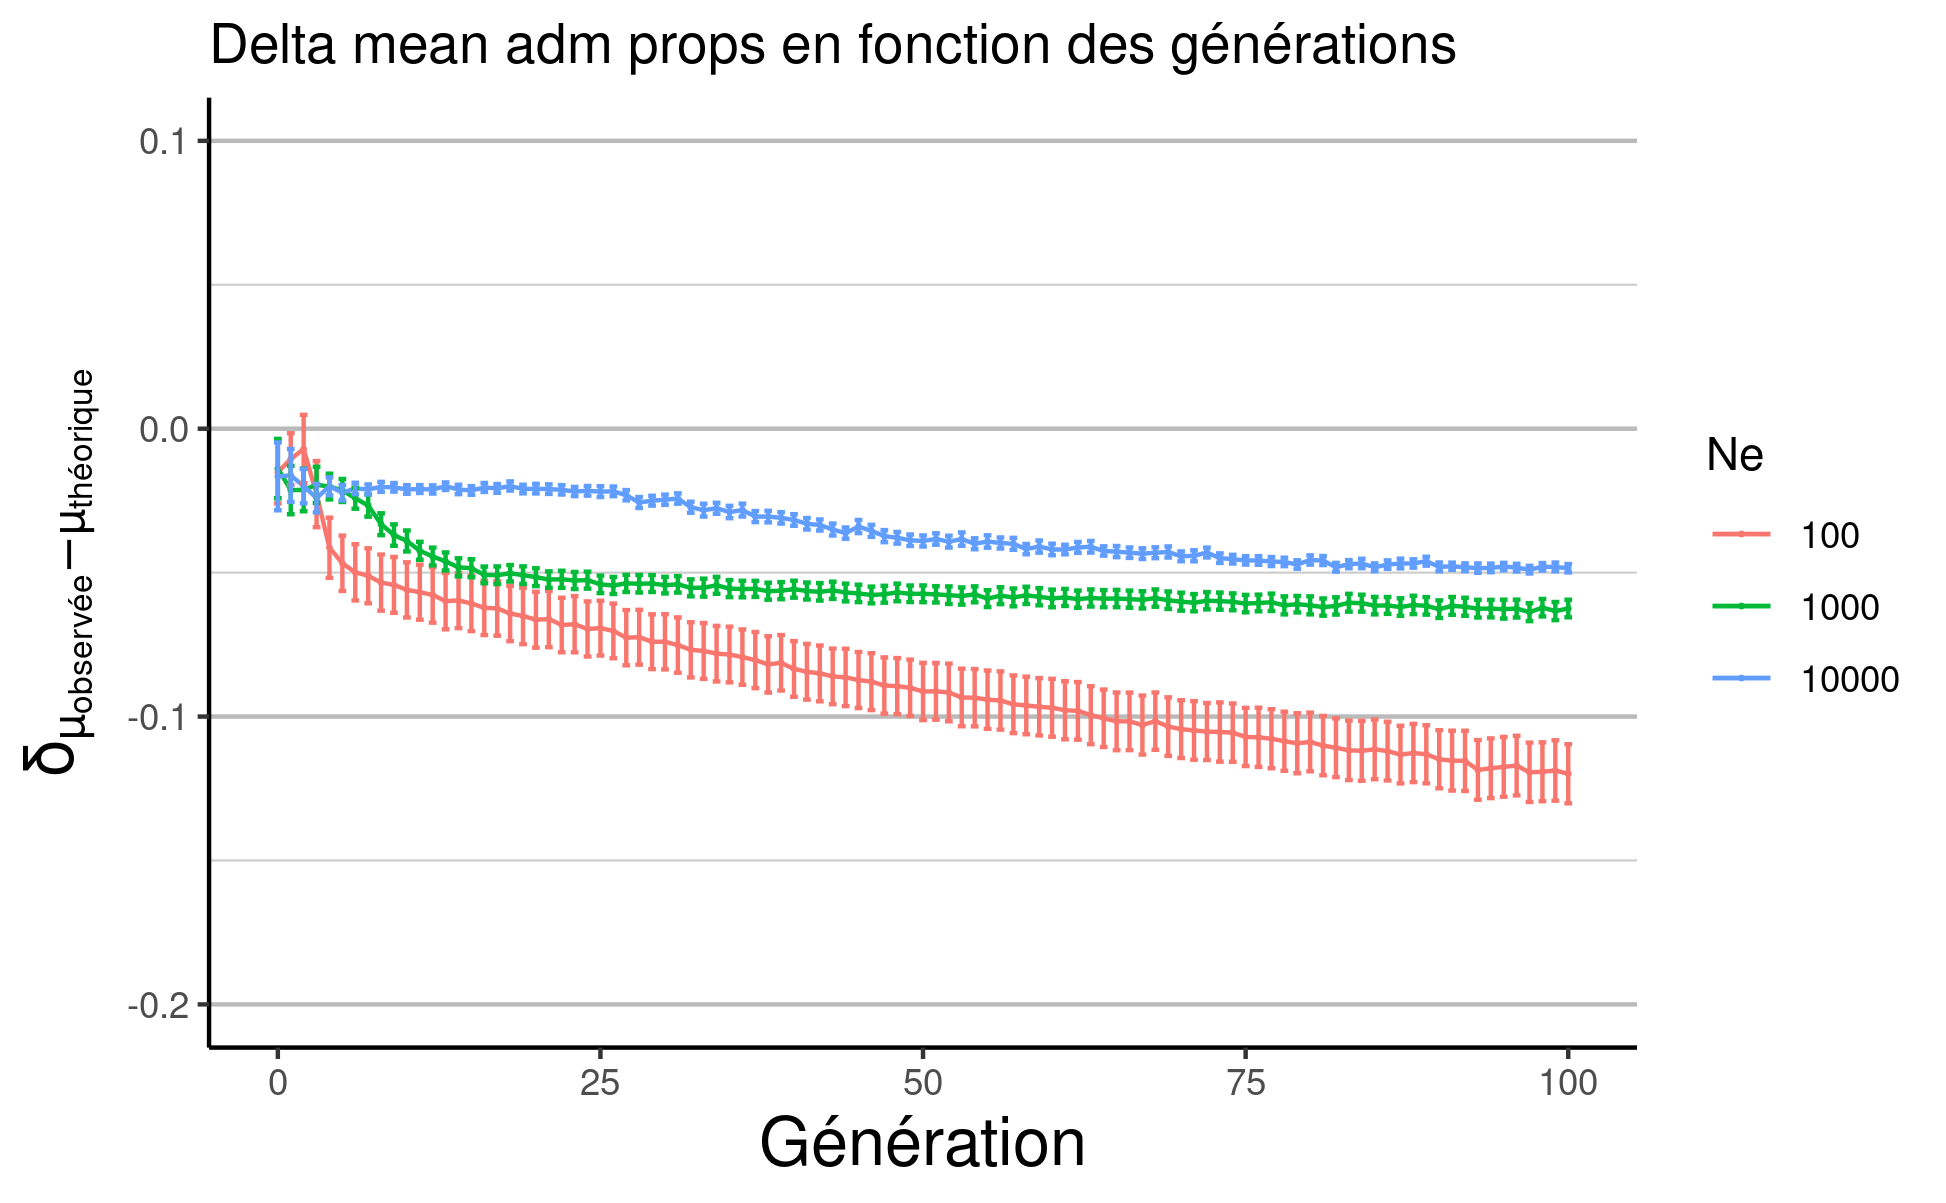 Delta mean adm props en fonction des générations
0.1
0.0
-0.1
-0.2
δμobservée − μthéorique
0 25 50 75 100
Génération
Ne
100
1000
10000